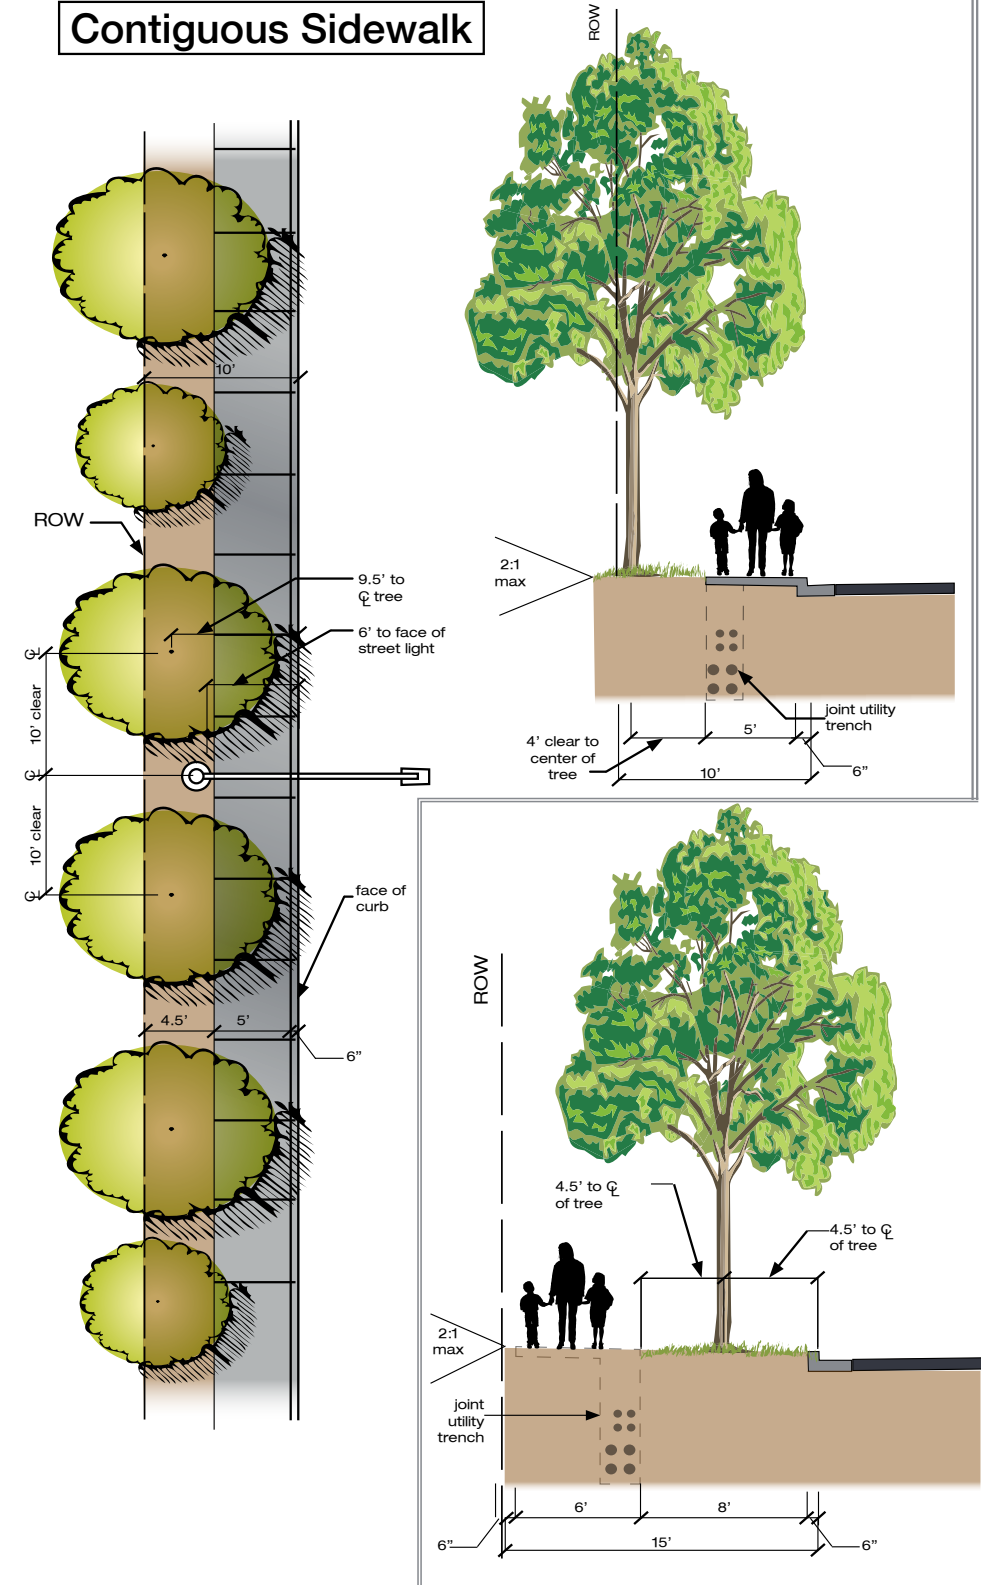 Contiguous Sidewalk
ROW
10’
ROW
9.5’ to
℄ tree
6’ to face of
street light
℄
10’ clear
℄
10’ clear
℄
face of
curb
4.5’
5’
6”
2:1
max
joint utility
trench
4’ clear to
center of
tree
5’
6”
10’
ROW
4.5’ to ℄
of tree
4.5’ to ℄
of tree
2:1
max
joint
utility
trench
6’
8’
6”
15’
6”